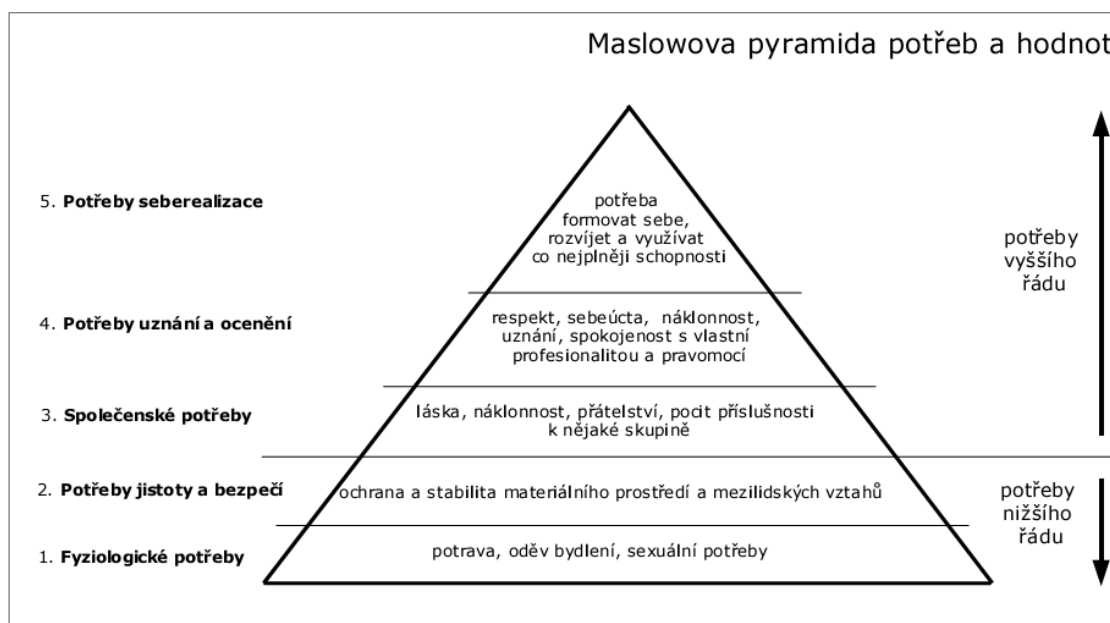 Maslowova pyramida potřeb a hodnot
5. Potřeby seberealizace
potřeba
formovat sebe,
rozvíjet a využívat
co nejplněji schopnosti
potřeby
vyššího
řádu
4. Potřeby uznání a ocenění
respekt, sebeúcta, náklonnost,
uznání, spokojenost s vlastní
profesionalitou a pravomocí
3. Společenské potřeby
láska, náklonnost, přátelství, pocit příslušnosti
k nějaké skupině
2. Potřeby jistoty a bezpečí
ochrana a stabilita materiálního prostředí a mezilidských vztahů
potřeby
nižšího
řádu
1. Fyziologické potřeby
potrava, oděv bydlení, sexuální potřeby